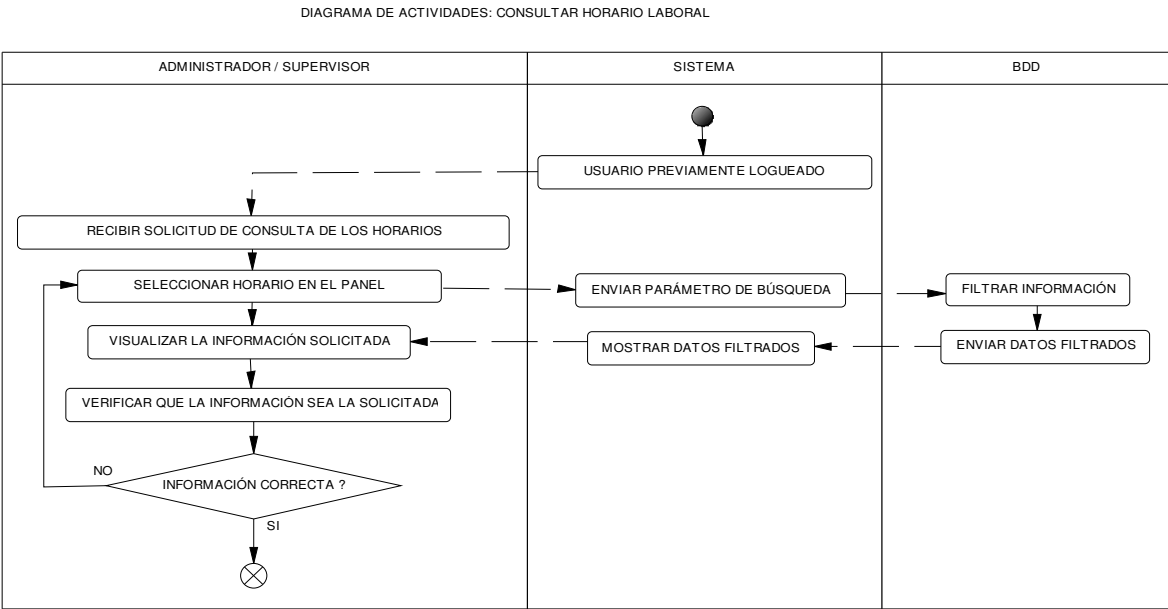 DIAGRAMA DE ACTIVIDADES: CONSULTAR HORARIO LABORAL
ADMINISTRADOR / SUPERVISOR
SISTEMA
BDD
USUARIO PREVIAMENTE LOGUEADO
RECIBIR SOLICITUD DE CONSULTA DE LOS HORARIOS
SELECCIONAR HORARIO EN EL PANEL
ENVIAR PARÁMETRO DE BÚSQUEDA
FILTRAR INFORMACIÓN
VISUALIZAR LA INFORMACIÓN SOLICITADA
MOSTRAR DATOS FILTRADOS
ENVIAR DATOS FILTRADOS
VERIFICAR QUE LA INFORMACIÓN SEA LA SOLICITADA
NO
INFORMACIÓN CORRECTA ?
SI